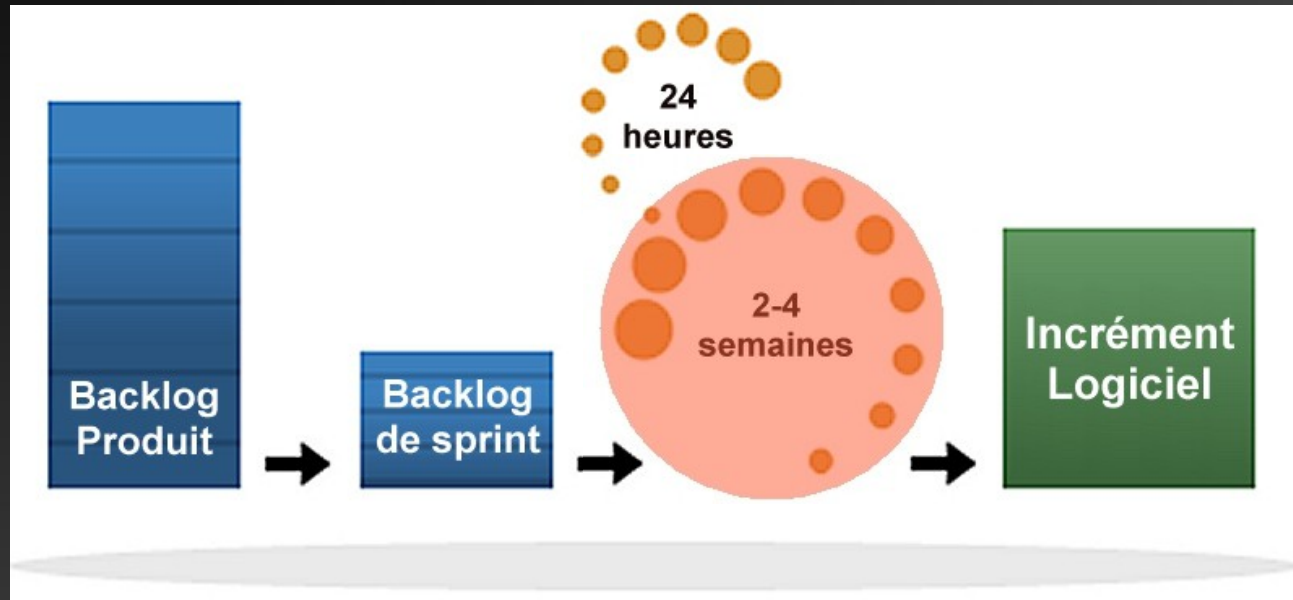 Backlog
Produit
Backlog
de sprint
24
heures
2-4
semaines
Incrément
Logiciel